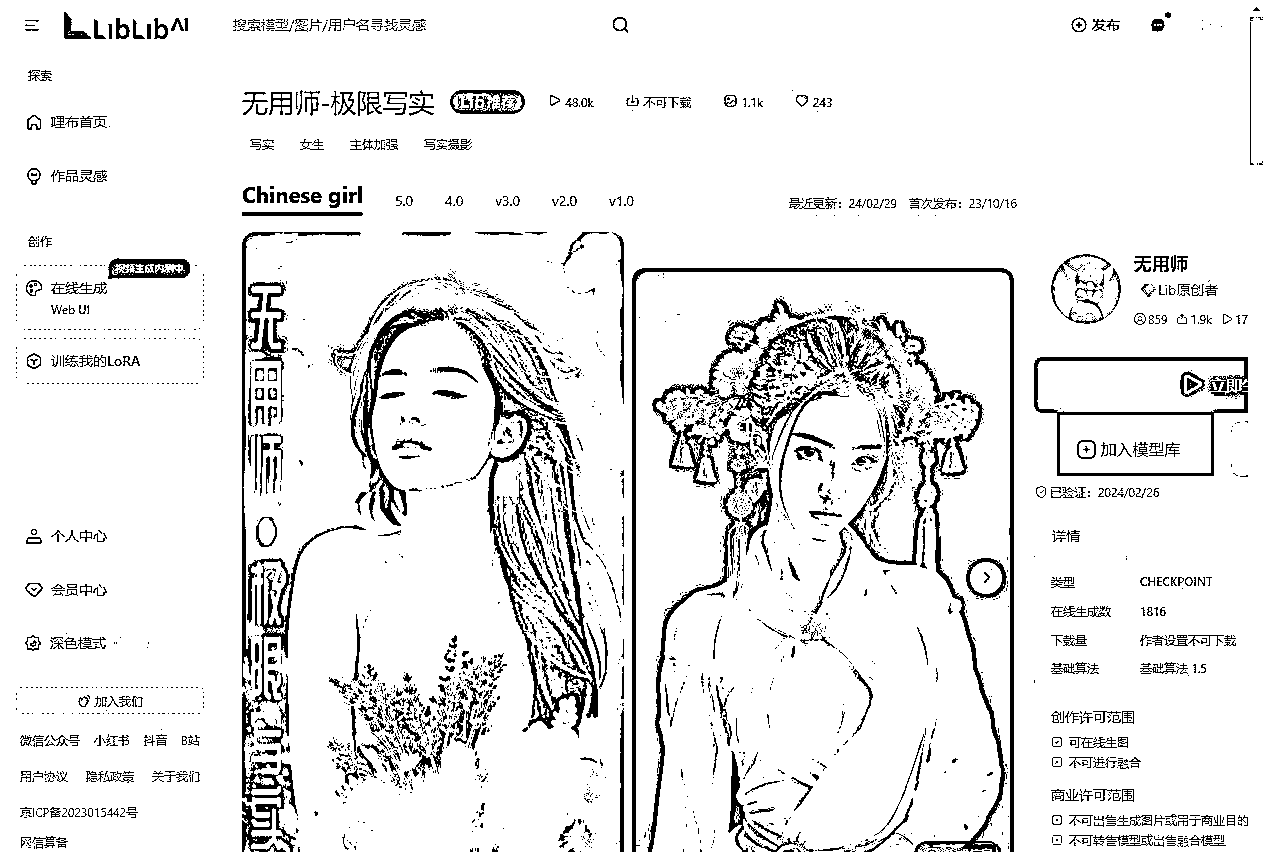 LibLib AI
搜索模型/图片/用户名寻找灵感
发布
探索
哩布首页
作品灵感
创作
视频生成内测中
在线生成
Web UI
训练我的LoRA
个人中心
会员中心
深色模式
加入我们
微信公众号 小红书 抖音 B站
用户协议 隐私政策 关于我们
京ICP备2023015442号
网信算备
无用师-极限写实 LIB推荐 48.0k 不可下载 1.1k 243
写实 女生 主体加强 写实摄影
Chinese girl 5.0 4.0 v3.0 v2.0 v1.0
最近更新：24/02/29 首次发布：23/10/16
无用师
极限写实
无用师
Lib原创者
859 1.9k 17
立即
加入模型库
已验证：2024/02/26
详情
类型 CHECKPOINT
在线生成数 1816
下载量 作者设置不可下载
基础算法 基础算法 1.5
创作许可范围
可在线生图
不可进行融合
商业许可范围
不可出售生成图片或用于商业目的
不可转售模型或出售融合模型